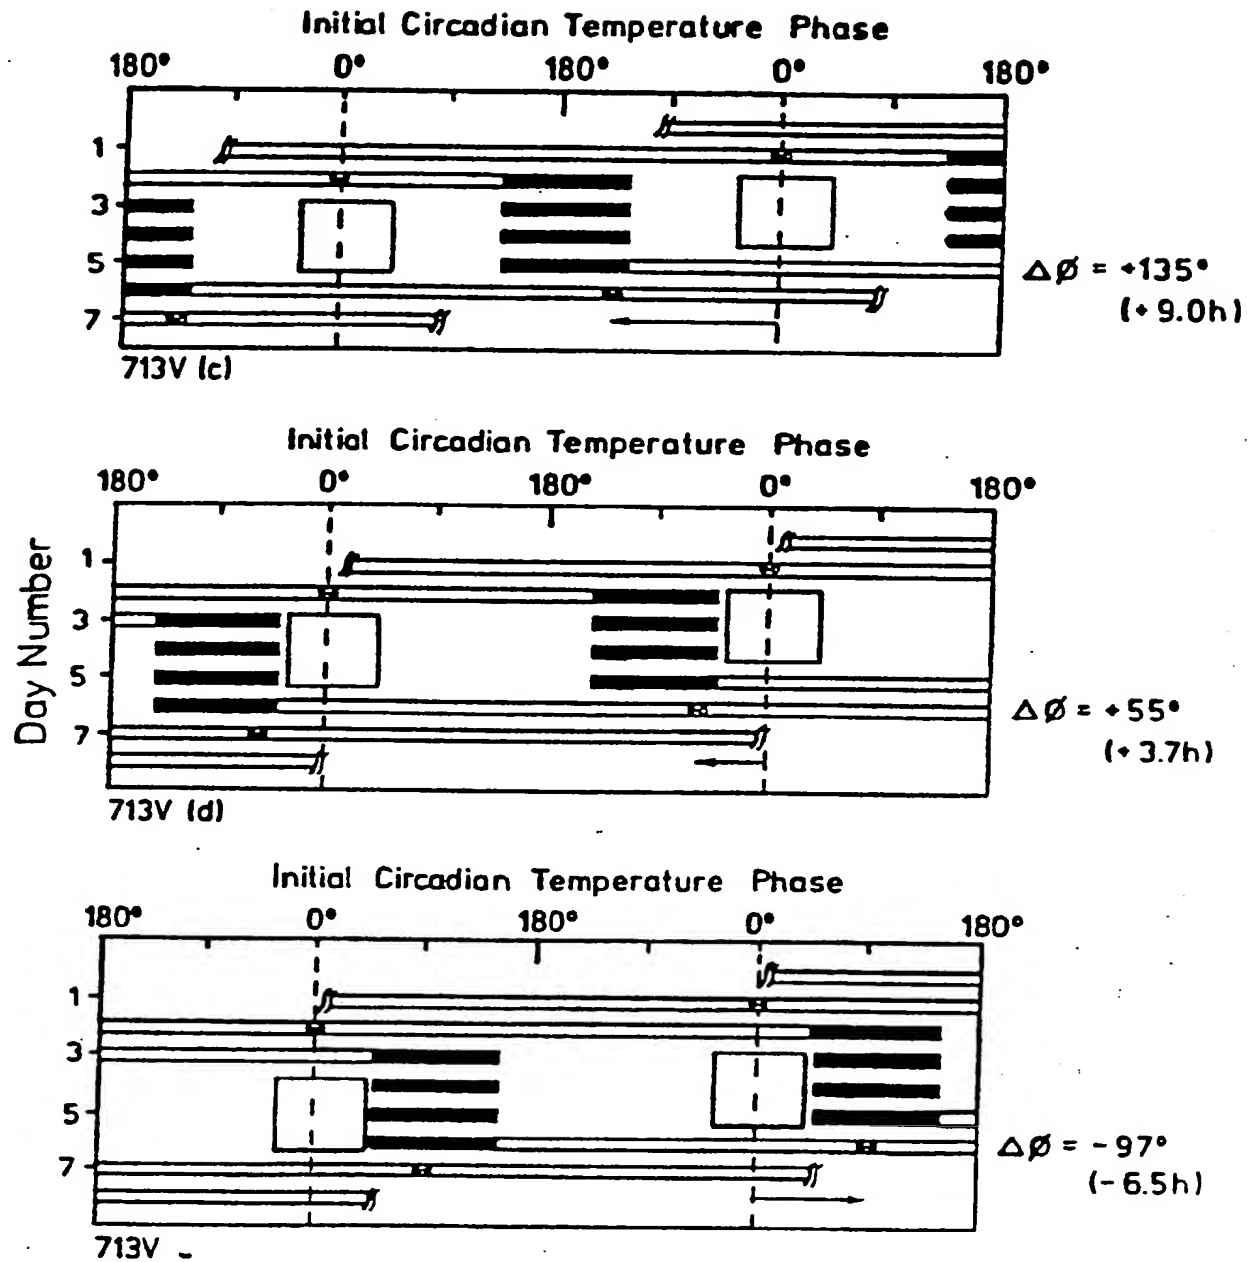 Initial Circadian Temperature Phase
180° 0° 180° 0° 180°
1
3
5
7
ΔØ = +135°
(+9.0h)
713V (c)
Initial Circadian Temperature Phase
180° 0° 180° 0° 180°
Day Number
1
3
5
7
ΔØ = +55°
(+3.7h)
713V (d)
Initial Circadian Temperature Phase
180° 0° 180° 0° 180°
1
3
5
7
ΔØ = -97°
(-6.5h)
713V